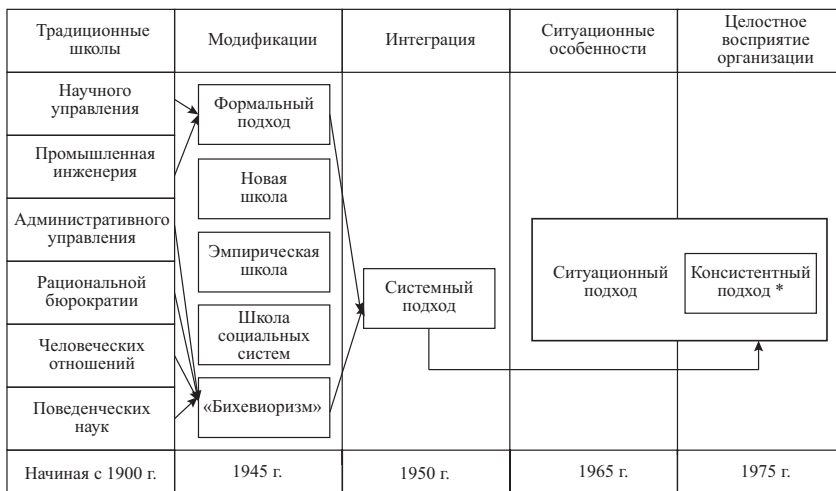 Традиционные
школы
Модификации
Интеграция
Ситуационные
особенности
Целостное
восприятие
организации
Научного
управления
Промышленная
инженерия
Административного
управления
Рациональной
бюрократии
Человеческих
отношений
Поведенческих
наук
Формальный
подход
Новая
школа
Эмпирическая
школа
Школа
социальных
систем
«Бихевиоризм»
Системный
подход
Ситуационный
подход
Консистентный
подход *
Начиная с 1900 г.
1945 г.
1950 г.
1965 г.
1975 г.